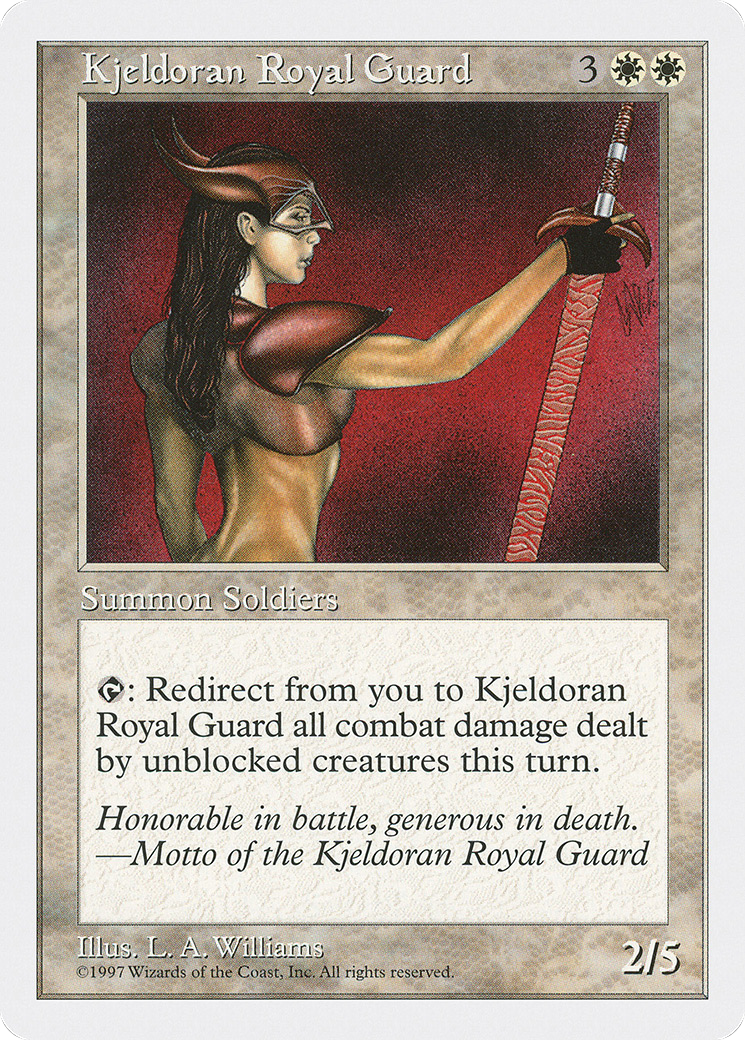 Kjeldoran Royal Guard 3
Summon Soldiers
: Redirect from you to Kjeldoran
Royal Guard all combat damage dealt
by unblocked creatures this turn.
Honorable in battle, generous in death.
—Motto of the Kjeldoran Royal Guard
Illus. L. A. Williams
©1997 Wizards of the Coast, Inc. All rights reserved.
2/5